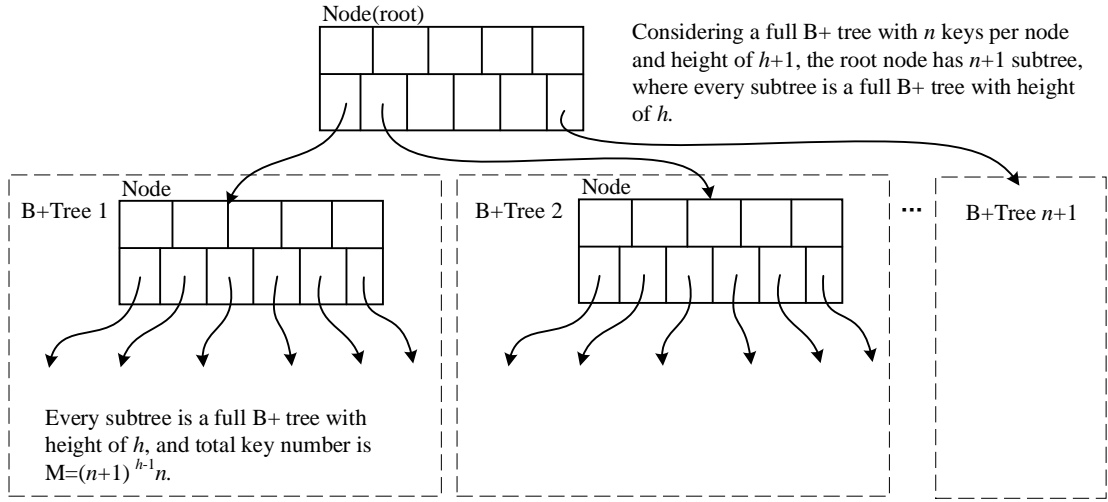 Node(root)
Considering a full B+ tree with n keys per node
and height of h+1, the root node has n+1 subtree,
where every subtree is a full B+ tree with height
of h.
Node
B+Tree 1
Node
B+Tree 2
...
B+Tree n+1
Every subtree is a full B+ tree with
height of h, and total key number is
M=(n+1) h-1n.